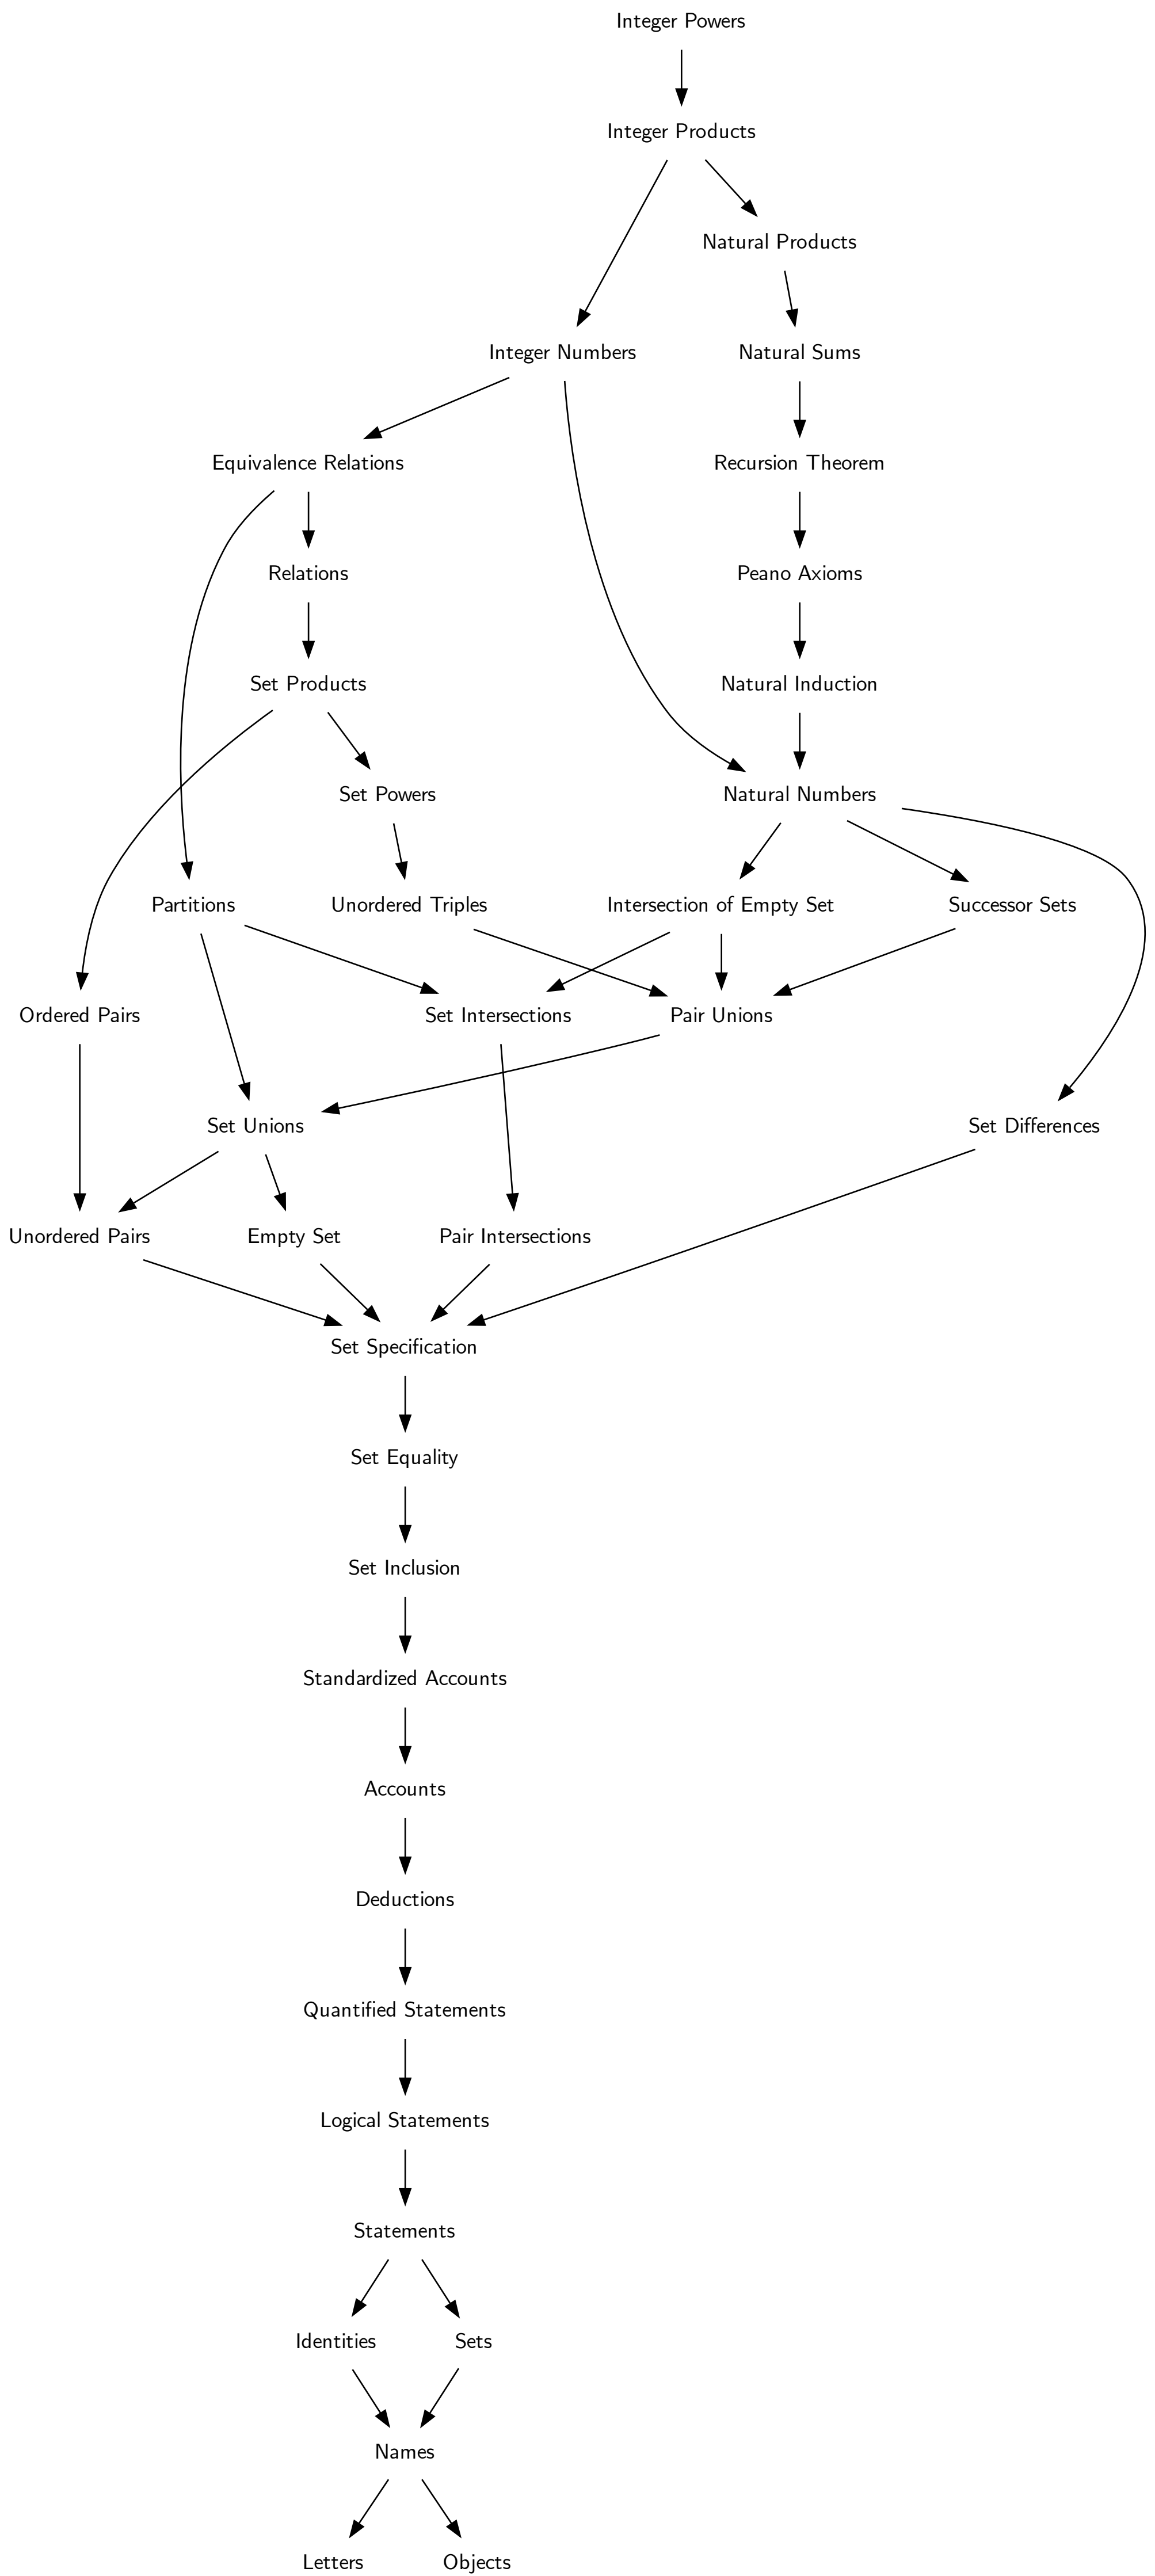 Integer Powers
Integer Products
Natural Products
Integer Numbers
Natural Sums
Equivalence Relations
Recursion Theorem
Relations
Peano Axioms
Set Products
Natural Induction
Set Powers
Natural Numbers
Partitions
Unordered Triples
Intersection of Empty Set
Successor Sets
Ordered Pairs
Set Intersections
Pair Unions
Set Unions
Set Differences
Unordered Pairs
Empty Set
Pair Intersections
Set Specification
Set Equality
Set Inclusion
Standardized Accounts
Accounts
Deductions
Quantified Statements
Logical Statements
Statements
Identities
Sets
Names
Letters
Objects